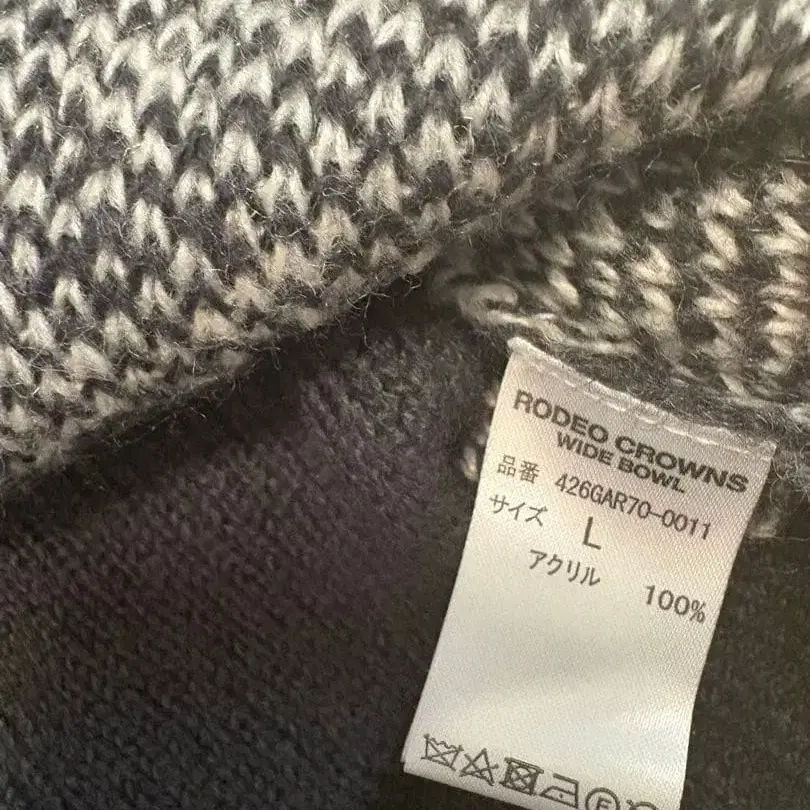 RODEO CROWNS
WIDE BOWL
品番 426GAR70-0011
サイズ L
アクリル 100%